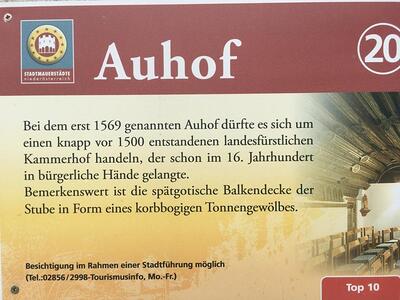 STADTMAUERSTÄDTE
niederösterreich
Auhof
20
Bei dem erst 1569 genannten Auhof dürfte es sich um
einen knapp vor 1500 entstandenen landesfürstlichen
Kammerhof handeln, der schon im 16. Jahrhundert
in bürgerliche Hände gelangte.
Bemerkenswert ist die spätgotische Balkendecke der
Stube in Form eines korbbogigen Tonnengewölbes.
Besichtigung im Rahmen einer Stadtführung möglich
(Tel.:02856/2998-Tourismusinfo, Mo.-Fr.)
Top 10